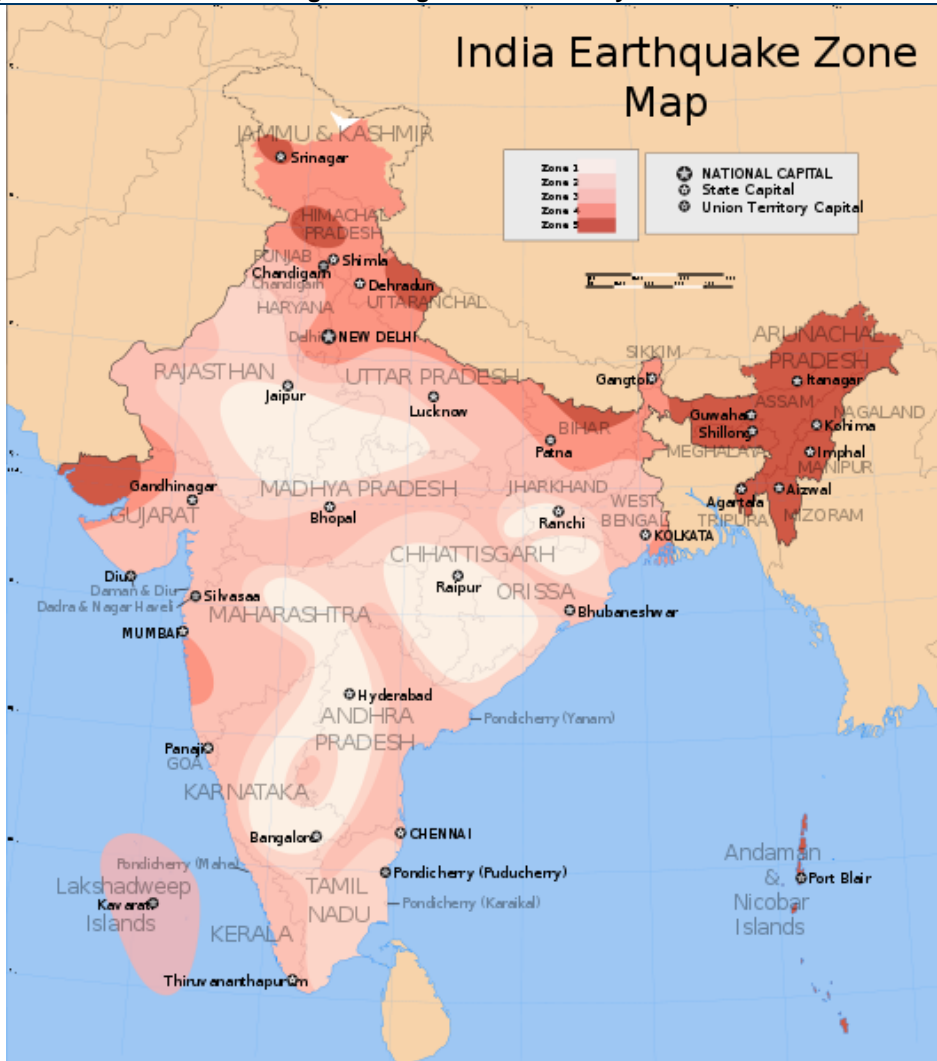 India Earthquake Zone
Map
JAMMU & KASHMIR
Srinagar
Zone 1
Zone 2
Zone 3
Zone 4
Zone 5
NATIONAL CAPITAL
State Capital
Union Territory Capital
HIMACHAL
PRADESH
PUNJAB
Shimla
Chandigarh
Chandigarh
Dehradun
UTTARANCHAL
HARYANA
Delhi
NEW DELHI
ARUNACHAL
PRADESH
SIKKIM
RAJASTHAN
UTTAR PRADESH
Gangtok
Itanagar
Jaipur
Lucknow
ASSAM
NAGALAND
Guwahati
Kohima
BIHAR
Shillong
Patna
MEGHALAYA
Imphal
MANIPUR
Gandhinagar
MADHYA PRADESH
JHARKHAND
Aizwal
Agartala
WEST
BENGAL
GUJARAT
Bhopal
Ranchi
TRIPURA
MIZORAM
KOLKATA
CHHATTISGARH
Diu
Raipur
ORISSA
Daman & Diu
Silvasaa
Dadra & Nagar Haveli
MAHARASHTRA
Bhubaneshwar
MUMBAI
Hyderabad
ANDHRA
PRADESH
Pondicherry (Yanam)
Panaji
GOA
KARNATAKA
Bangalore
CHENNAI
Pondicherry (Mahe)
Pondicherry (Puducherry)
Andaman
&
Nicobar
Islands
Port Blair
Lakshadweep
Islands
Kavarati
TAMIL
NADU
Pondicherry (Karaikal)
KERALA
Thiruvananthapuram